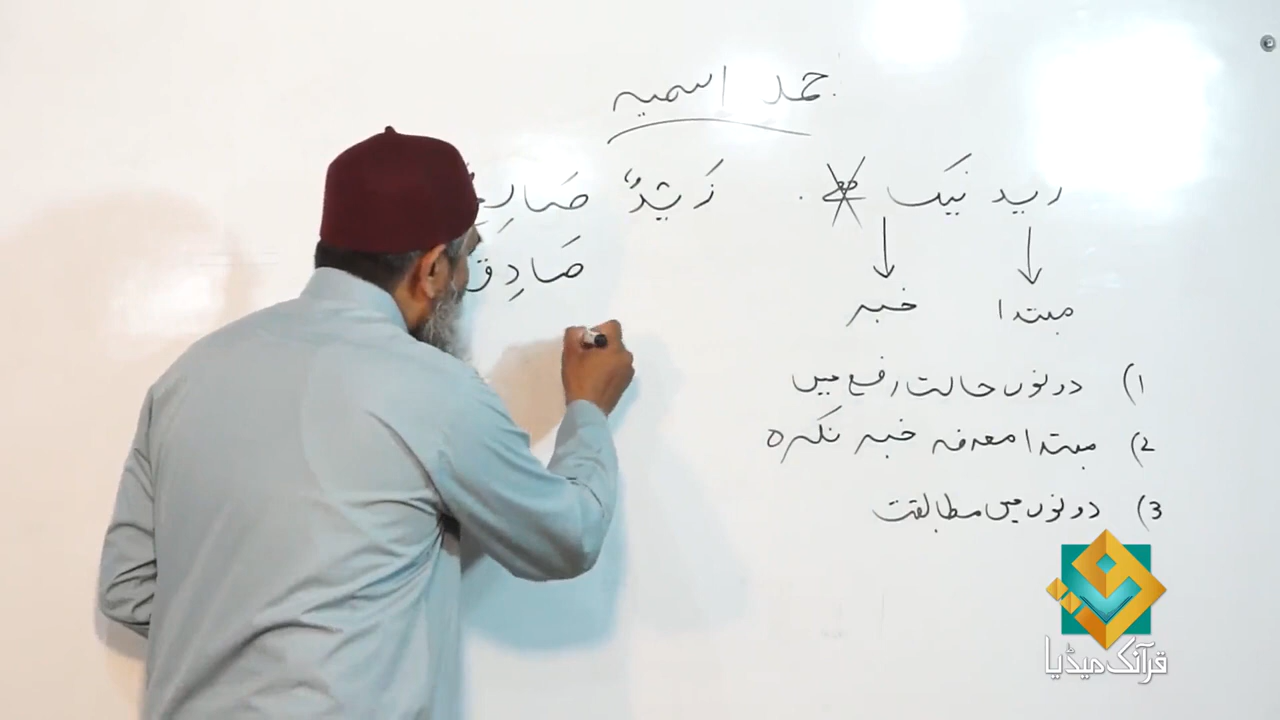 جملہ اسمیہ
زید نیک ہے ۔ زَيْدٌ
صَادِق
مبتدا خبر
1) دونوں حالت رفع میں
2) مبتدا معرفہ خبر نکرہ
3) دونوں میں مطابقت
قرآنک میڈیا